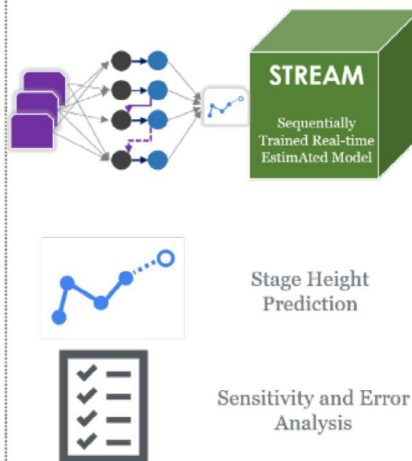 STREAM
Sequentially
Trained Real-time
EstimAted Model
Stage Height
Prediction
Sensitivity and Error
Analysis